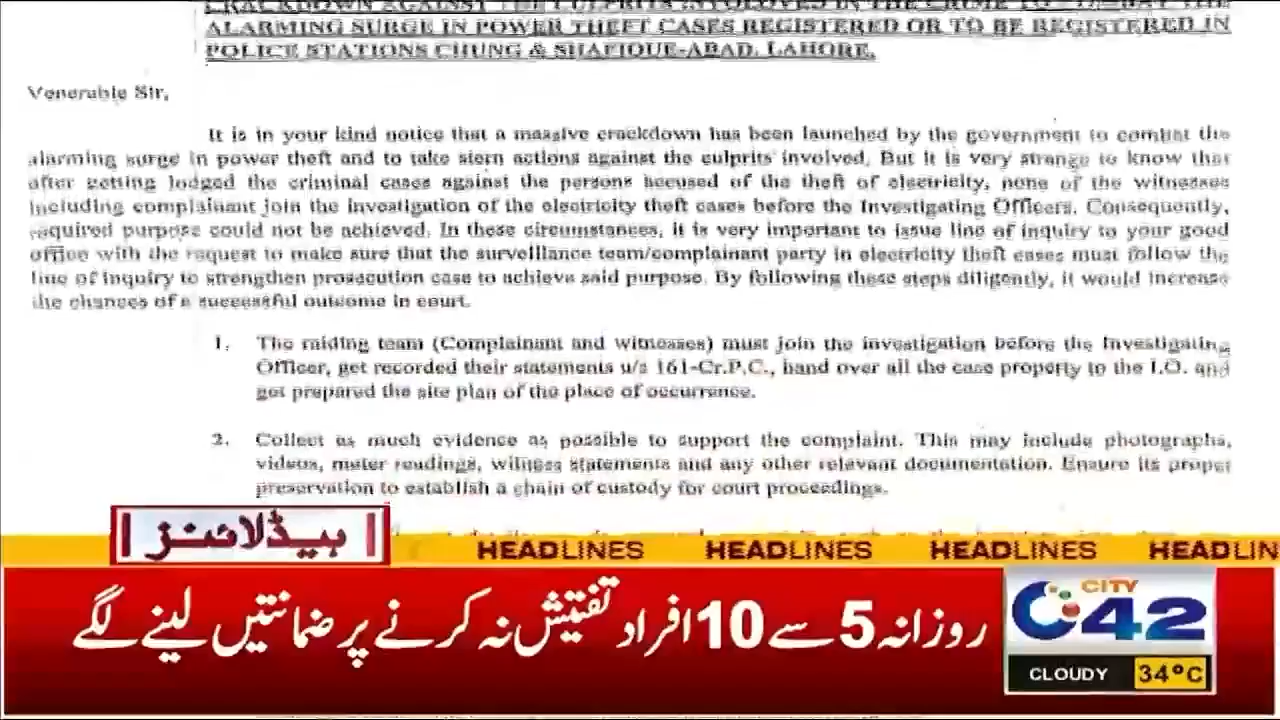 CRACKDOWN AGAINST THE CULPRITS INVOLVED IN THE CRIME TO COMBAT THE
ALARMING SURGE IN POWER THEFT CASES REGISTERED OR TO BE REGISTERED IN
POLICE STATIONS CHUNG & SHAFIQUE-ABAD, LAHORE.
Venerable Sir,
It is in your kind notice that a massive crackdown has been launched by the government to combat the
alarming surge in power theft and to take stern actions against the culprits involved. But it is very strange to know that
after getting lodged the criminal cases against the persons accused of the theft of electricity, none of the witnesses
including complainant join the investigation of the electricity theft cases before the Investigating Officers. Consequently,
required purpose could not be achieved. In these circumstances, it is very important to issue line of inquiry to your good
office with the request to make sure that the surveillance team/complainant party in electricity theft cases must follow the
line of inquiry to strengthen prosecution case to achieve said purpose. By following these steps diligently, it would increase
the chances of a successful outcome in court.
1. The raiding team (Complainant and witnesses) must join the investigation before the Investigating
Officer, get recorded their statements u/s 161-Cr.P.C., hand over all the case property to the I.O. and
get prepared the site plan of the place of occurrence.
2. Collect as much evidence as possible to support the complaint. This may include photographs,
videos, meter readings, witness statements and any other relevant documentation. Ensure its proper
preservation to establish a chain of custody for court proceedings.
ہیڈلائنز
HEADLINES HEADLINES HEADLINES HEADLIN
روزانہ 5 سے 10 افراد تفتیش نہ کرنے پر ضمانتیں لینے لگے
CITY
42
CLOUDY 34°C